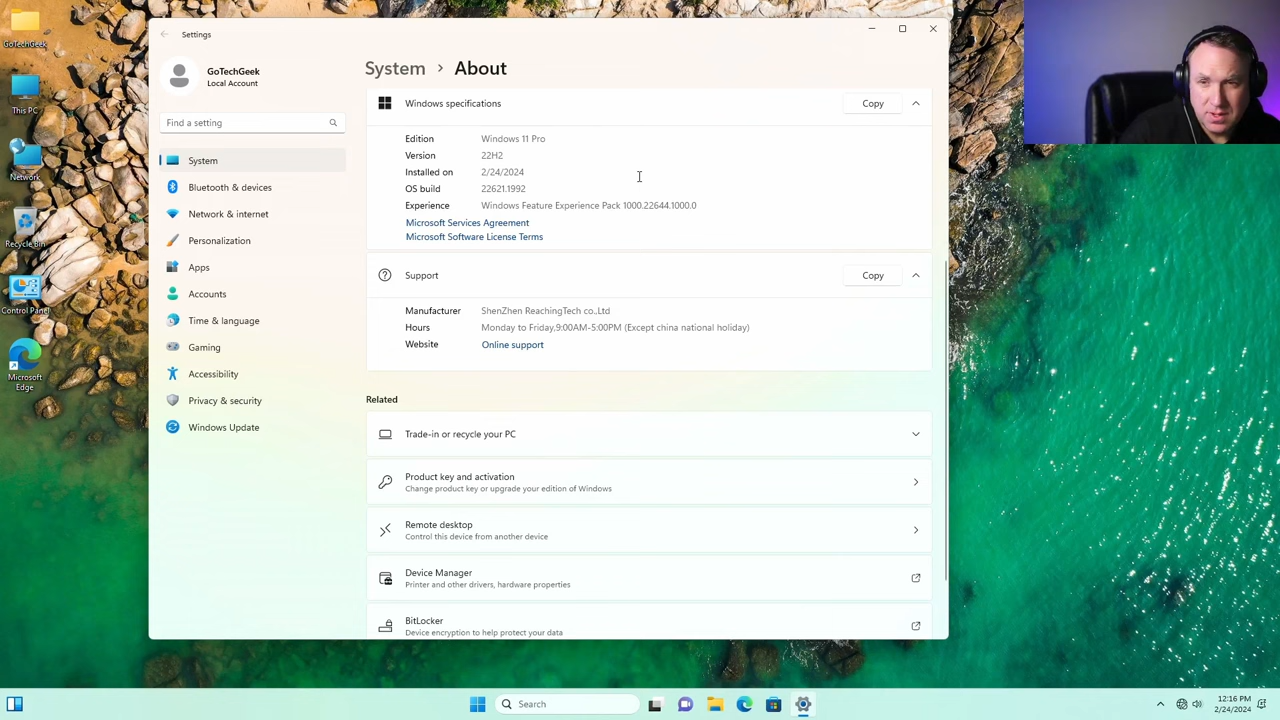 GoTechGeek
This PC
Network
Recycle Bin
Control Panel
Microsoft
Edge
Settings
GoTechGeek
Local Account
Find a setting
System
Bluetooth & devices
Network & internet
Personalization
Apps
Accounts
Time & language
Gaming
Accessibility
Privacy & security
Windows Update
System > About
Windows specifications
Copy
Edition Windows 11 Pro
Version 22H2
Installed on 2/24/2024
OS build 22621.1992
Experience Windows Feature Experience Pack 1000.22644.1000.0
Microsoft Services Agreement
Microsoft Software License Terms
Support
Copy
Manufacturer ShenZhen ReachingTech co.,Ltd
Hours Monday to Friday,9:00AM-5:00PM (Except china national holiday)
Website Online support
Related
Trade-in or recycle your PC
Product key and activation
Change product key or upgrade your edition of Windows
Remote desktop
Control this device from another device
Device Manager
Printer and other drivers, hardware properties
BitLocker
Device encryption to help protect your data
Search
12:16 PM
2/24/2024